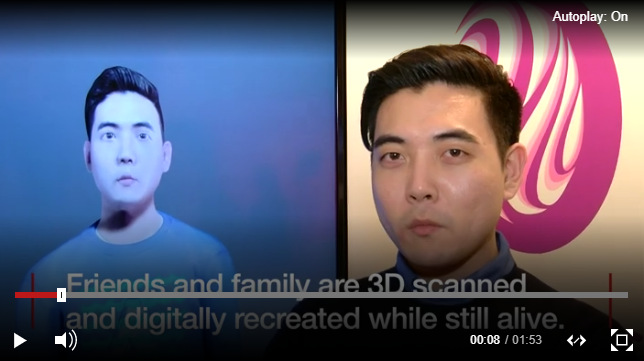 Autoplay: On
Friends and family are 3D scanned
and digitally recreated while still alive.
00:08 / 01:53